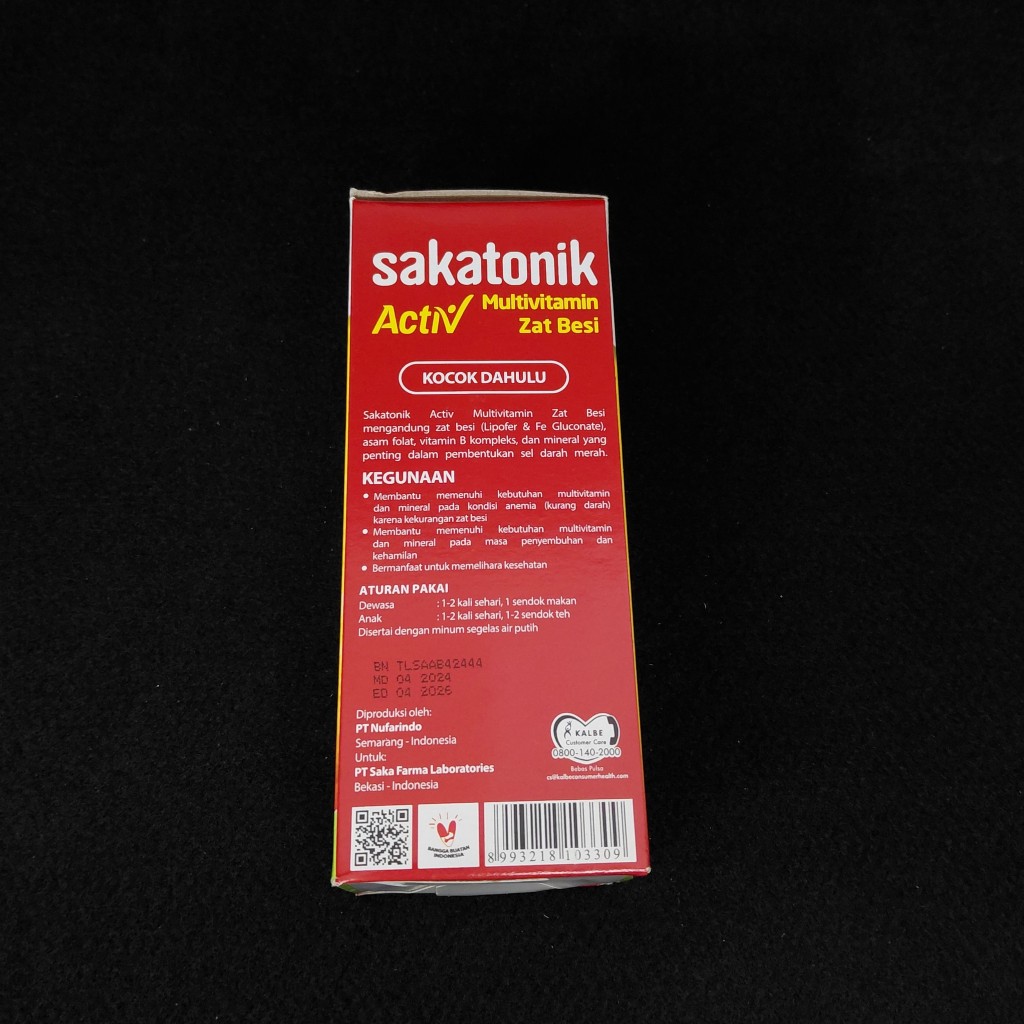 sakatonik
Activ Multivitamin
Zat Besi
KOCOK DAHULU
Sakatonik Activ Multivitamin Zat Besi
mengandung zat besi (Lipofer & Fe Gluconate),
asam folat, vitamin B kompleks, dan mineral yang
penting dalam pembentukan sel darah merah.
KEGUNAAN
• Membantu memenuhi kebutuhan multivitamin
dan mineral pada kondisi anemia (kurang darah)
karena kekurangan zat besi
• Membantu memenuhi kebutuhan multivitamin
dan mineral pada masa penyembuhan dan
kehamilan
• Bermanfaat untuk memelihara kesehatan
ATURAN PAKAI
Dewasa : 1-2 kali sehari, 1 sendok makan
Anak : 1-2 kali sehari, 1-2 sendok teh
Disertai dengan minum segelas air putih
BN TLSAAB42444
MD 04 2024
ED 04 2026
Diproduksi oleh:
PT Nufarindo
Semarang - Indonesia
Untuk:
PT Saka Farma Laboratories
Bekasi - Indonesia
KALBE
Customer Care
0800-140-2000
Bebas Pulsa
cs@kalbeconsumerhealth.com
BANGGA BUATAN
INDONESIA
8 993218 103309